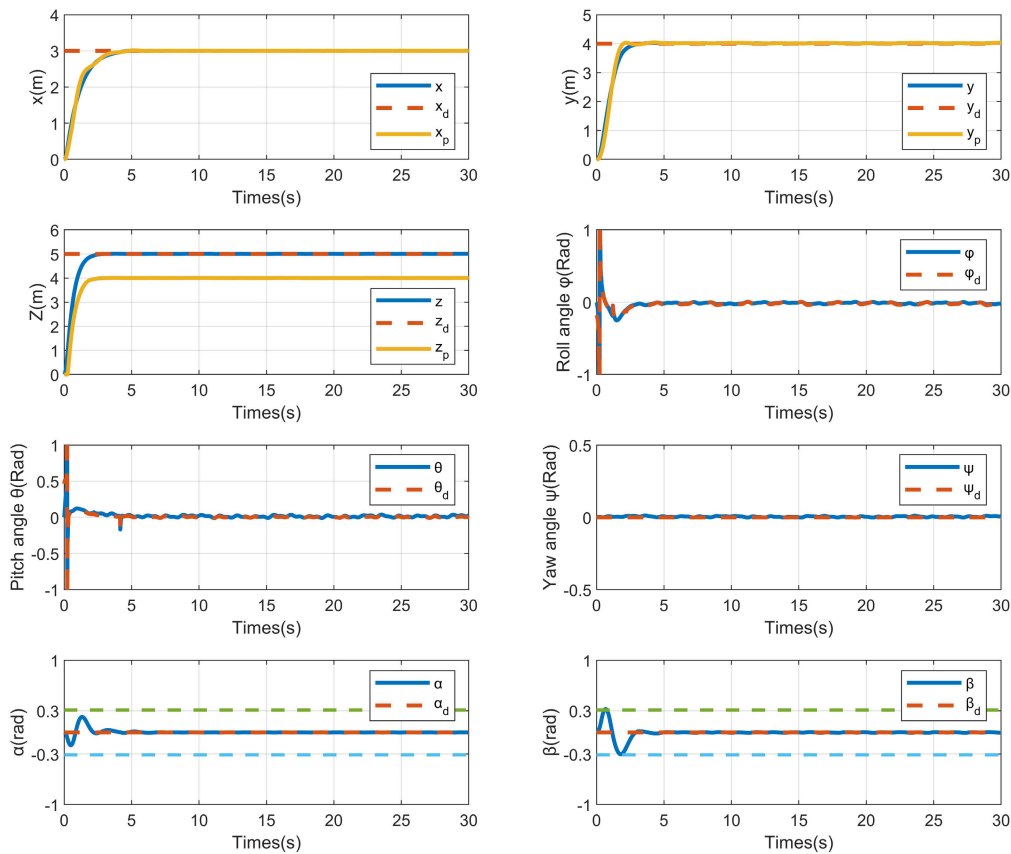 4
3
2
1
0
x(m)
x
x_d
x_p
0 5 10 15 20 25 30
Times(s)
5
4
3
2
1
0
y(m)
y
y_d
y_p
0 5 10 15 20 25 30
Times(s)
6
5
4
3
2
1
0
Z(m)
z
z_d
z_p
0 5 10 15 20 25 30
Times(s)
1
0
-1
Roll angle φ(Rad)
φ
φ_d
0 5 10 15 20 25 30
Times(s)
1
0.5
0
-0.5
-1
Pitch angle θ(Rad)
θ
θ_d
0 5 10 15 20 25 30
Times(s)
0.5
0
-0.5
Yaw angle ψ(Rad)
ψ
ψ_d
0 5 10 15 20 25 30
Times(s)
1
0.3
-0.3
-1
α(rad)
α
α_d
0 5 10 15 20 25 30
Times(s)
1
0.3
-0.3
-1
β(rad)
β
β_d
0 5 10 15 20 25 30
Times(s)